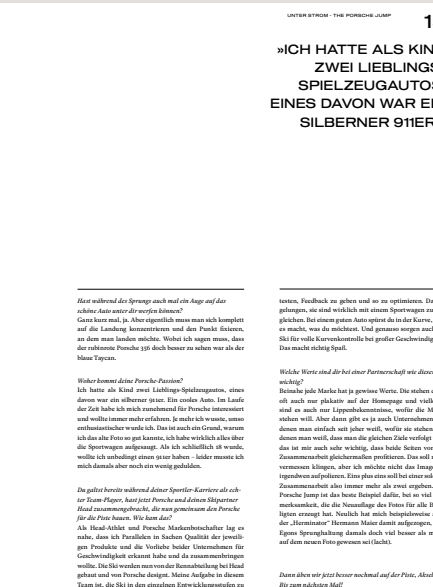 UNTER STROM · THE PORSCHE JUMP
1
»ICH HATTE ALS KIN
ZWEI LIEBLINGS
SPIELZEUGAUTOS
EINES DAVON WAR EI
SILBERNER 911ER
Hast während des Sprungs auch mal ein Auge auf das
schöne Auto unter dir werfen können?
Ganz kurz mal, ja. Aber eigentlich muss man sich komplett
auf die Landung konzentrieren und den Punkt fixieren,
an dem man landen möchte. Wobei ich sagen muss, dass
der rubinrote Porsche 356 doch besser zu sehen war als der
blaue Taycan.
Woher kommt deine Porsche-Passion?
Ich hatte als Kind zwei Lieblings-Spielzeugautos, eines
davon war ein silberner 911er. Ein cooles Auto. Im Laufe
der Zeit habe ich mich zunehmend für Porsche interessiert
und wollte immer mehr erfahren. Je mehr ich wusste, umso
enthusiastischer wurde ich. Das ist auch ein Grund, warum
ich das alte Foto so gut kannte, ich habe wirklich alles über
die Sportwagen aufgesaugt. Als ich schließlich 18 wurde,
wollte ich unbedingt einen 911er haben – leider musste ich
mich damals aber noch ein wenig gedulden.
Du galtst bereits während deiner Sportler-Karriere als ech-
ter Team-Player, hast jetzt Porsche und deinen Skipartner
Head zusammengebracht, die nun gemeinsam den Porsche
für die Piste bauen. Wie kam das?
Als Head-Athlet und Porsche Markenbotschafter lag es
nahe, dass ich Parallelen in Sachen Qualität der jeweili-
gen Produkte und die Vorliebe beider Unternehmen für
Geschwindigkeit erkannt habe und da zusammenbringen
wollte. Die Ski werden nun von der Rennabteilung bei Head
gebaut und von Porsche designt. Meine Aufgabe in diesem
Team ist, die Ski in den einzelnen Entwicklungsstufen zu
testen, Feedback zu geben und so zu optimieren. Da
gelungen, sie sind wirklich mit einem Sportwagen zu
gleichen. Bei einem guten Auto spürst du in der Kurve,
es macht, was du möchtest. Und genauso sorgen auch
Ski für volle Kurvenkontrolle bei großer Geschwindig
Das macht richtig Spaß.
Welche Werte sind dir bei einer Partnerschaft wie dieser
wichtig?
Beinahe jede Marke hat ja gewisse Werte. Die stehen
oft auch nur plakativ auf der Homepage und viele
sind es auch nur Lippenbekenntnisse, wofür die M
stehen will. Aber dann gibt es ja auch Unternehmen
denen man einfach seit jeher weiß, wofür sie stehen
denen man weiß, dass man die gleichen Ziele verfolgt
das ist mir auch sehr wichtig, dass beide Seiten von
Zusammenarbeit gleichermaßen profitieren. Das soll
vermessen klingen, aber ich möchte nicht das Image
irgendwen aufpolieren. Eins plus eins soll bei einer sol
Zusammenarbeit also immer mehr als zwei ergeben.
Porsche Jump ist das beste Beispiel dafür, bei so viel
merksamkeit, die die Neuauflage des Fotos für alle B
ligten erzeugt hat. Neulich hat mich beispielsweise
der „Herminator“ Hermann Maier damit aufgezogen,
Egons Sprunghaltung damals doch viel besser als m
auf dem neuen Foto gewesen sei (lacht).
Dann üben wir jetzt besser nochmal auf der Piste, Aksel
Bis zum nächsten Mal!